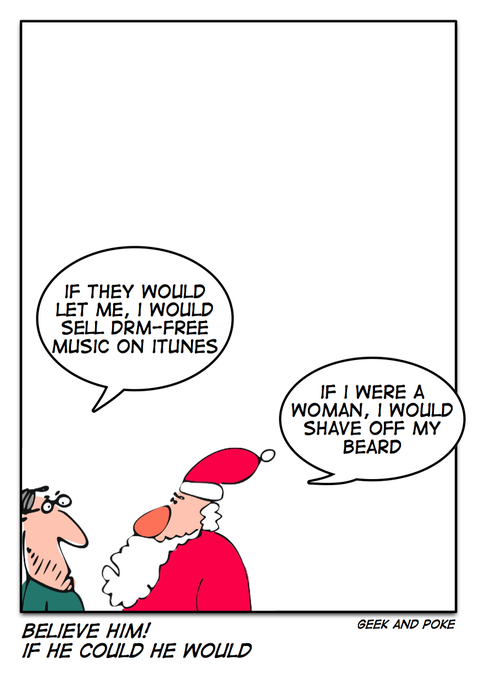 IF THEY WOULD
LET ME, I WOULD
SELL DRM-FREE
MUSIC ON ITUNES
IF I WERE A
WOMAN, I WOULD
SHAVE OFF MY
BEARD
BELIEVE HIM!
IF HE COULD HE WOULD
GEEK AND POKE